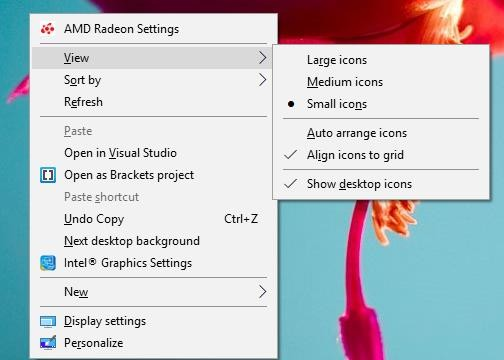 AMD Radeon Settings
View
Sort by
Refresh
Paste
Open in Visual Studio
Open as Brackets project
Paste shortcut
Undo Copy Ctrl+Z
Next desktop background
Intel® Graphics Settings
New
Display settings
Personalize
Large icons
Medium icons
Small icons
Auto arrange icons
Align icons to grid
Show desktop icons